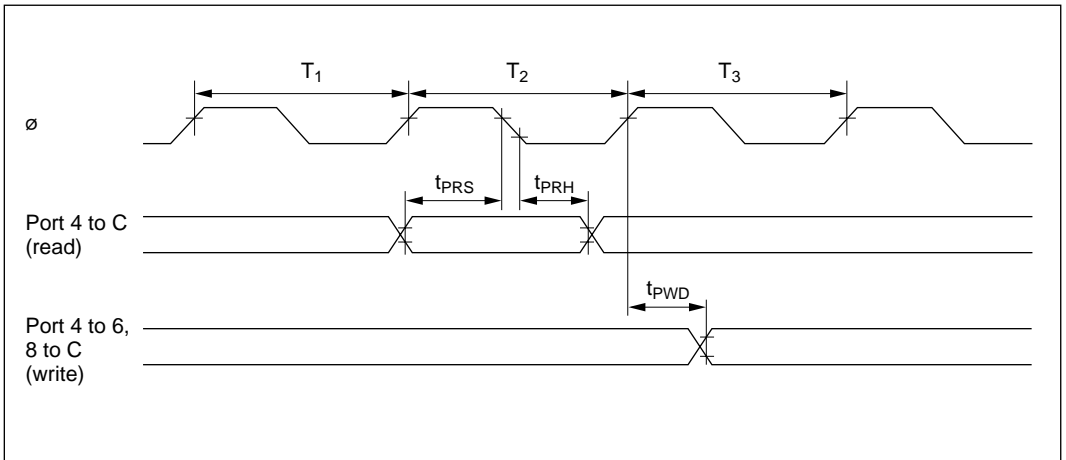 T1 T2 T3
ø
tPRS tPRH
Port 4 to C
(read)
tPWD
Port 4 to 6,
8 to C
(write)